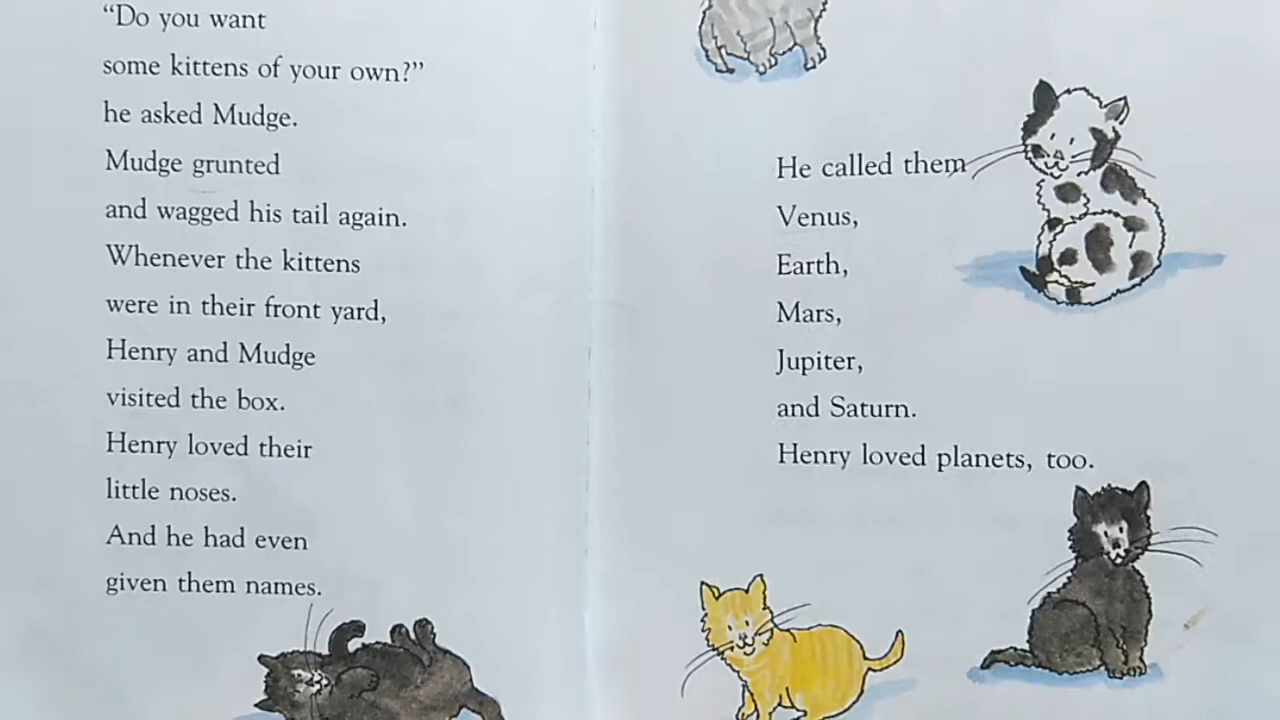 “Do you want
some kittens of your own?”
he asked Mudge.
Mudge grunted
and wagged his tail again.
Whenever the kittens
were in their front yard,
Henry and Mudge
visited the box.
Henry loved their
little noses.
And he had even
given them names.
He called them
Venus,
Earth,
Mars,
Jupiter,
and Saturn.
Henry loved planets, too.